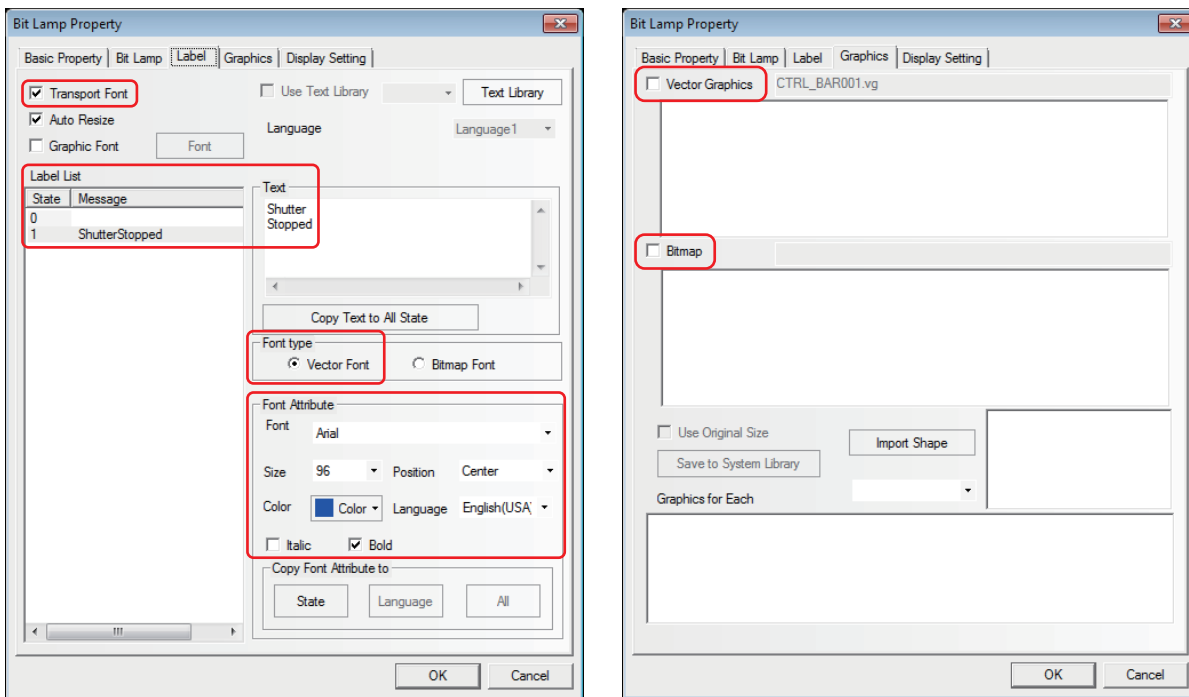 Bit Lamp Property
Basic Property Bit Lamp Label Graphics Display Setting
Transport Font
Use Text Library
Text Library
Auto Resize
Language
Language1
Graphic Font
Font
Label List
State Message
0
1 ShutterStopped
Text
Shutter
Stopped
Copy Text to All State
Font type
Vector Font
Bitmap Font
Font Attribute
Font
Arial
Size 96 Position Center
Color Color Language English(USA)
Italic Bold
Copy Font Attribute to
State Language All
OK Cancel
Bit Lamp Property
Basic Property Bit Lamp Label Graphics Display Setting
Vector Graphics CTRL_BAR001.vg
Bitmap
Use Original Size
Import Shape
Save to System Library
Graphics for Each
OK Cancel